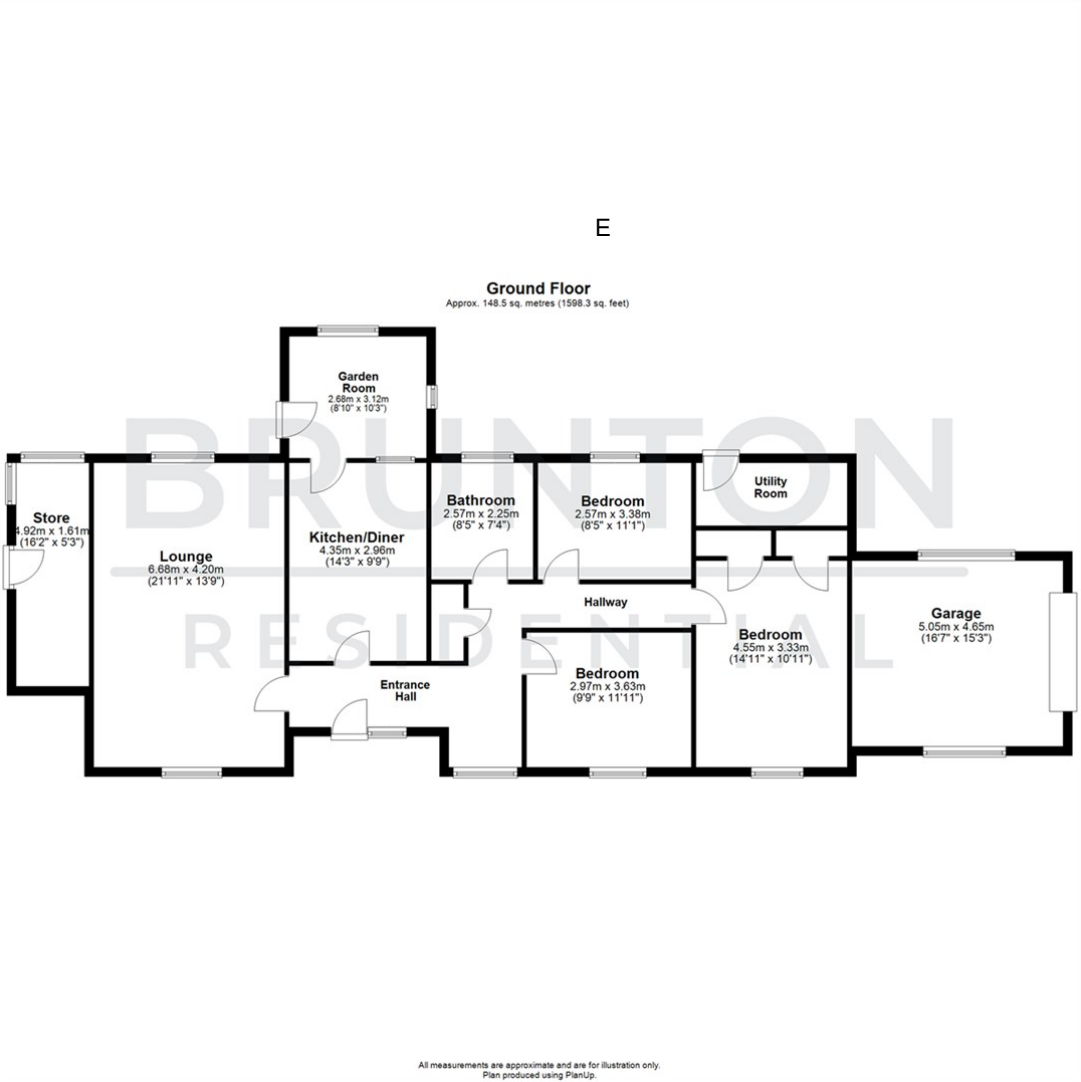 E
Ground Floor
Approx. 148.5 sq. metres (1598.3 sq. feet)
Garden
Room
2.68m x 3.12m
(8'10" x 10'3")
BRUNTON
RESIDENTIAL
Store
4.92m x 1.61m
(16'2" x 5'3")
Lounge
6.68m x 4.20m
(21'11" x 13'9")
Kitchen/Diner
4.35m x 2.96m
(14'3" x 9'9")
Bathroom
2.57m x 2.25m
(8'5" x 7'4")
Bedroom
2.57m x 3.38m
(8'5" x 11'1")
Utility
Room
Hallway
Bedroom
4.55m x 3.33m
(14'11" x 10'11")
Garage
5.05m x 4.65m
(16'7" x 15'3")
Entrance
Hall
Bedroom
2.97m x 3.63m
(9'9" x 11'11")
All measurements are approximate and are for illustration only.
Plan produced using PlanUp.